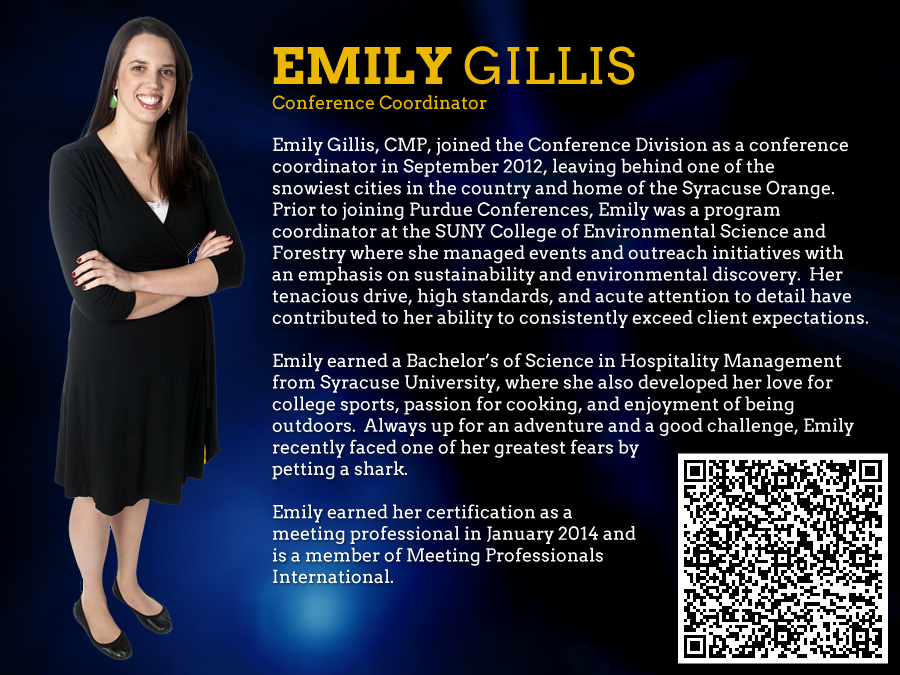 EMILY GILLIS
Conference Coordinator
Emily Gillis, CMP, joined the Conference Division as a conference
coordinator in September 2012, leaving behind one of the
snowiest cities in the country and home of the Syracuse Orange.
Prior to joining Purdue Conferences, Emily was a program
coordinator at the SUNY College of Environmental Science and
Forestry where she managed events and outreach initiatives with
an emphasis on sustainability and environmental discovery.  Her
tenacious drive, high standards, and acute attention to detail have
contributed to her ability to consistently exceed client expectations.
Emily earned a Bachelor’s of Science in Hospitality Management
from Syracuse University, where she also developed her love for
college sports, passion for cooking, and enjoyment of being
outdoors.  Always up for an adventure and a good challenge, Emily
recently faced one of her greatest fears by
petting a shark.
Emily earned her certification as a
meeting professional in January 2014 and
is a member of Meeting Professionals
International.